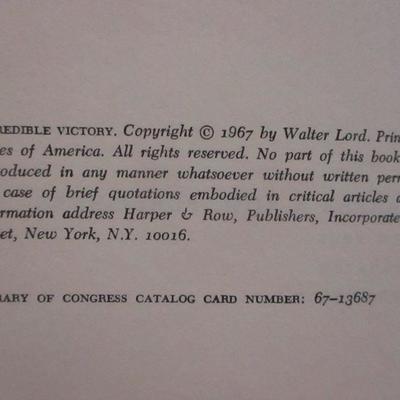 REDIBLE VICTORY. Copyright © 1967 by Walter Lord. Prin
es of America. All rights reserved. No part of this book
oduced in any manner whatsoever without written perr
case of brief quotations embodied in critical articles a
ormation address Harper & Row, Publishers, Incorporate
et, New York, N.Y. 10016.
RARY OF CONGRESS CATALOG CARD NUMBER: 67-13687